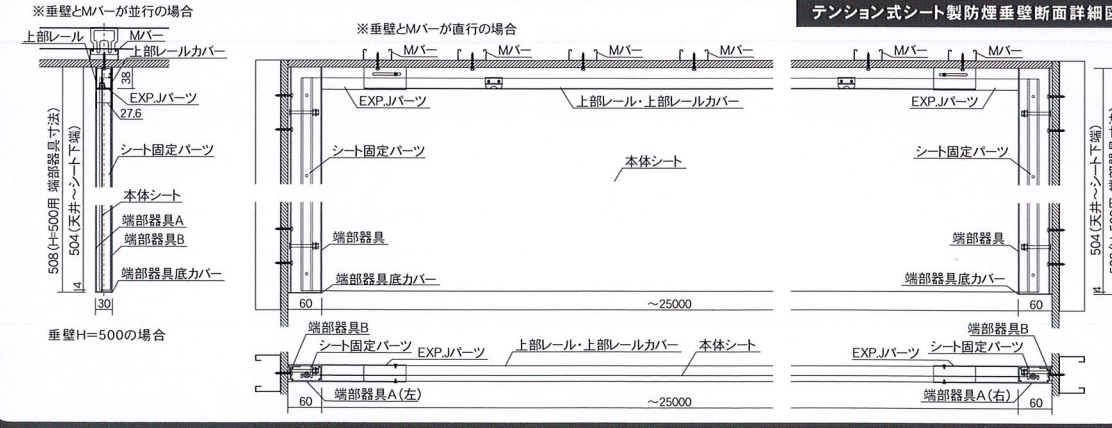 テンション式シート製防煙垂壁断面詳細図
※垂壁とMバーが並行の場合
上部レール
Mバー
上部レールカバー
38
EXP.Jパーツ
27.6
シート固定パーツ
本体シート
端部器具A
端部器具B
端部器具底カバー
508(H=500用 端部器具寸法)
504(天井〜シート下端)
4
30
垂壁H=500の場合
※垂壁とMバーが直行の場合
Mバー
Mバー
Mバー
Mバー
Mバー
Mバー
EXP.Jパーツ
上部レール・上部レールカバー
EXP.Jパーツ
シート固定パーツ
本体シート
シート固定パーツ
端部器具
端部器具
端部器具底カバー
端部器具底カバー
504(天井〜シート下端)
4
60
〜25000
60
端部器具B
シート固定パーツ
EXP.Jパーツ
上部レール・上部レールカバー
本体シート
EXP.Jパーツ
シート固定パーツ
端部器具B
端部器具A(左)
端部器具A(右)
60
〜25000
60